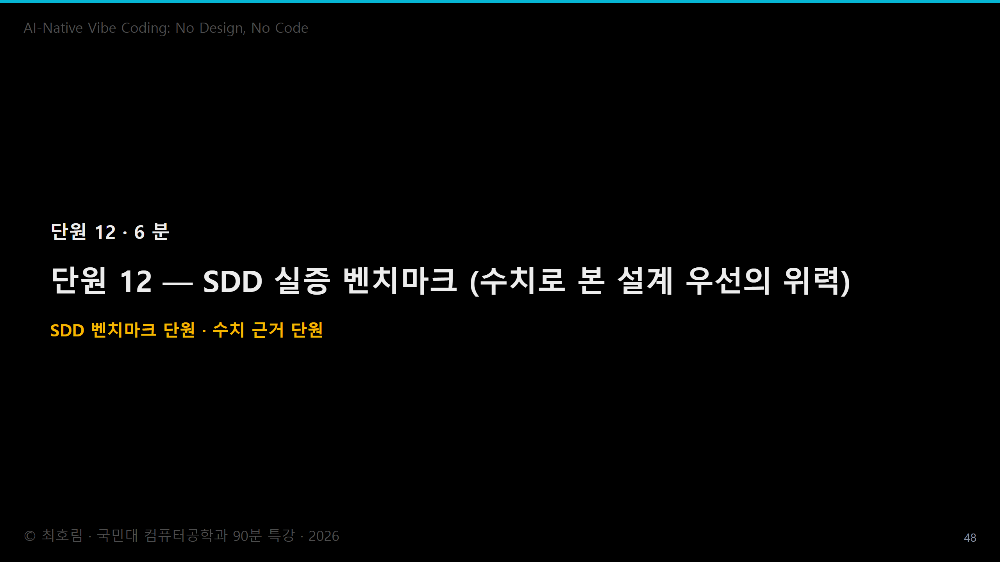 AI-Native Vibe Coding: No Design, No Code
단원 12 · 6 분
단원 12 — SDD 실증 벤치마크 (수치로 본 설계 우선의 위력)
SDD 벤치마크 단원 · 수치 근거 단원
© 최호림 · 국민대 컴퓨터공학과 90분 특강 · 2026
48